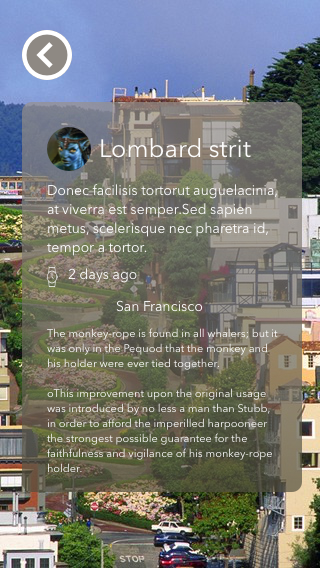 Lombard strit
Donec facilisis tortorut auguelacinia,
at viverra est semper.Sed sapien
metus, scelerisque nec pharetra id,
tempor a tortor.
2 days ago
San Francisco
The monkey-rope is found in all whalers; but it
was only in the Pequod that the monkey and
his holder were ever tied together.
oThis improvement upon the original usage
was introduced by no less a man than Stubb,
in order to afford the imperilled harpooneer
the strongest possible guarantee for the
faithfulness and vigilance of his monkey-rope
holder.
STOP